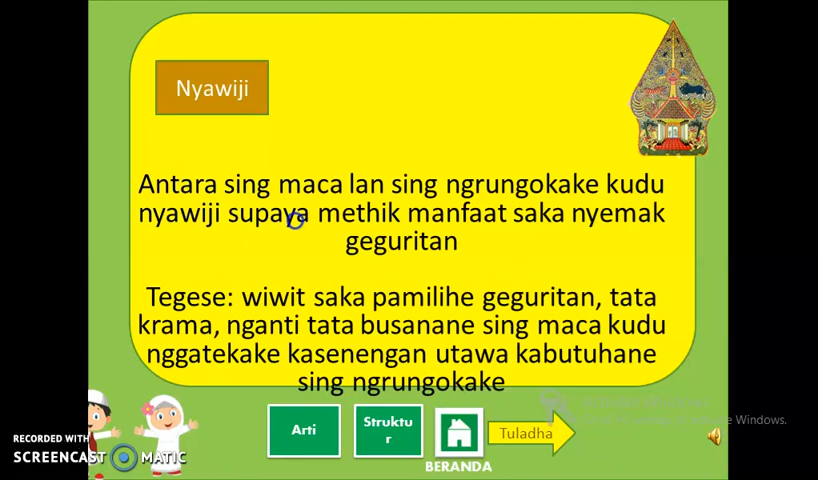 Nyawiji
Antara sing maca lan sing ngrungokake kudu
nyawiji supaya methik manfaat saka nyemak
geguritan
Tegese: wiwit saka pamilihe geguritan, tata
krama, nganti tata busanane sing maca kudu
nggatekake kasenengan utawa kabutuhane
sing ngrungokake
Arti
Struktu
r
BERANDA
Tuladha
Windows.
RECORDED WITH
SCREENCAST MATIC